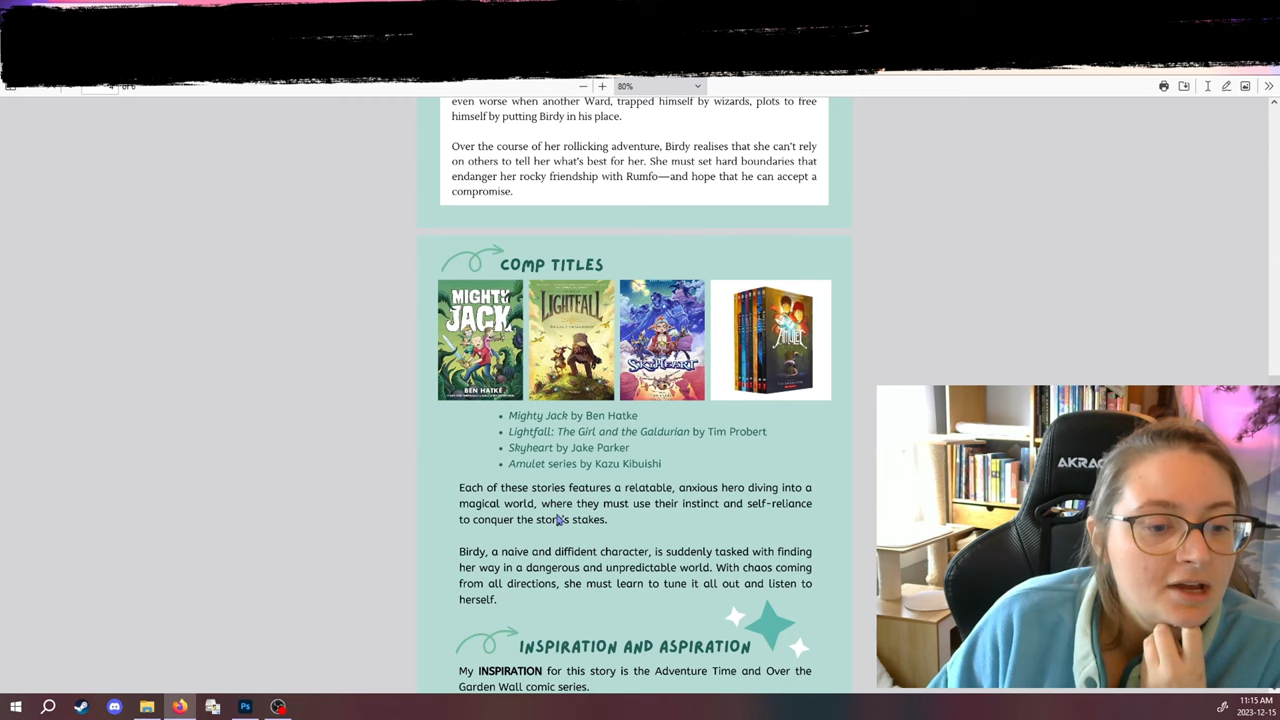 of 6
80%
even worse when another Ward, trapped himself by wizards, plots to free
himself by putting Birdy in his place.
Over the course of her rollicking adventure, Birdy realises that she can't rely
on others to tell her what's best for her. She must set hard boundaries that
endanger her rocky friendship with Rumfo—and hope that he can accept a
compromise.
COMP TITLES
MIGHTY
JACK
BEN HATKE
LIGHTFALL
SKYHEART
AMULET
• Mighty Jack by Ben Hatke
• Lightfall: The Girl and the Galdurian by Tim Probert
• Skyheart by Jake Parker
• Amulet series by Kazu Kibuishi
Each of these stories features a relatable, anxious hero diving into a
magical world, where they must use their instinct and self-reliance
to conquer the story's stakes.
Birdy, a naive and diffident character, is suddenly tasked with finding
her way in a dangerous and unpredictable world. With chaos coming
from all directions, she must learn to tune it all out and listen to
herself.
INSPIRATION AND ASPIRATION
My INSPIRATION for this story is the Adventure Time and Over the
Garden Wall comic series.
AKRAC
Ps
11:15 AM
2023-12-15